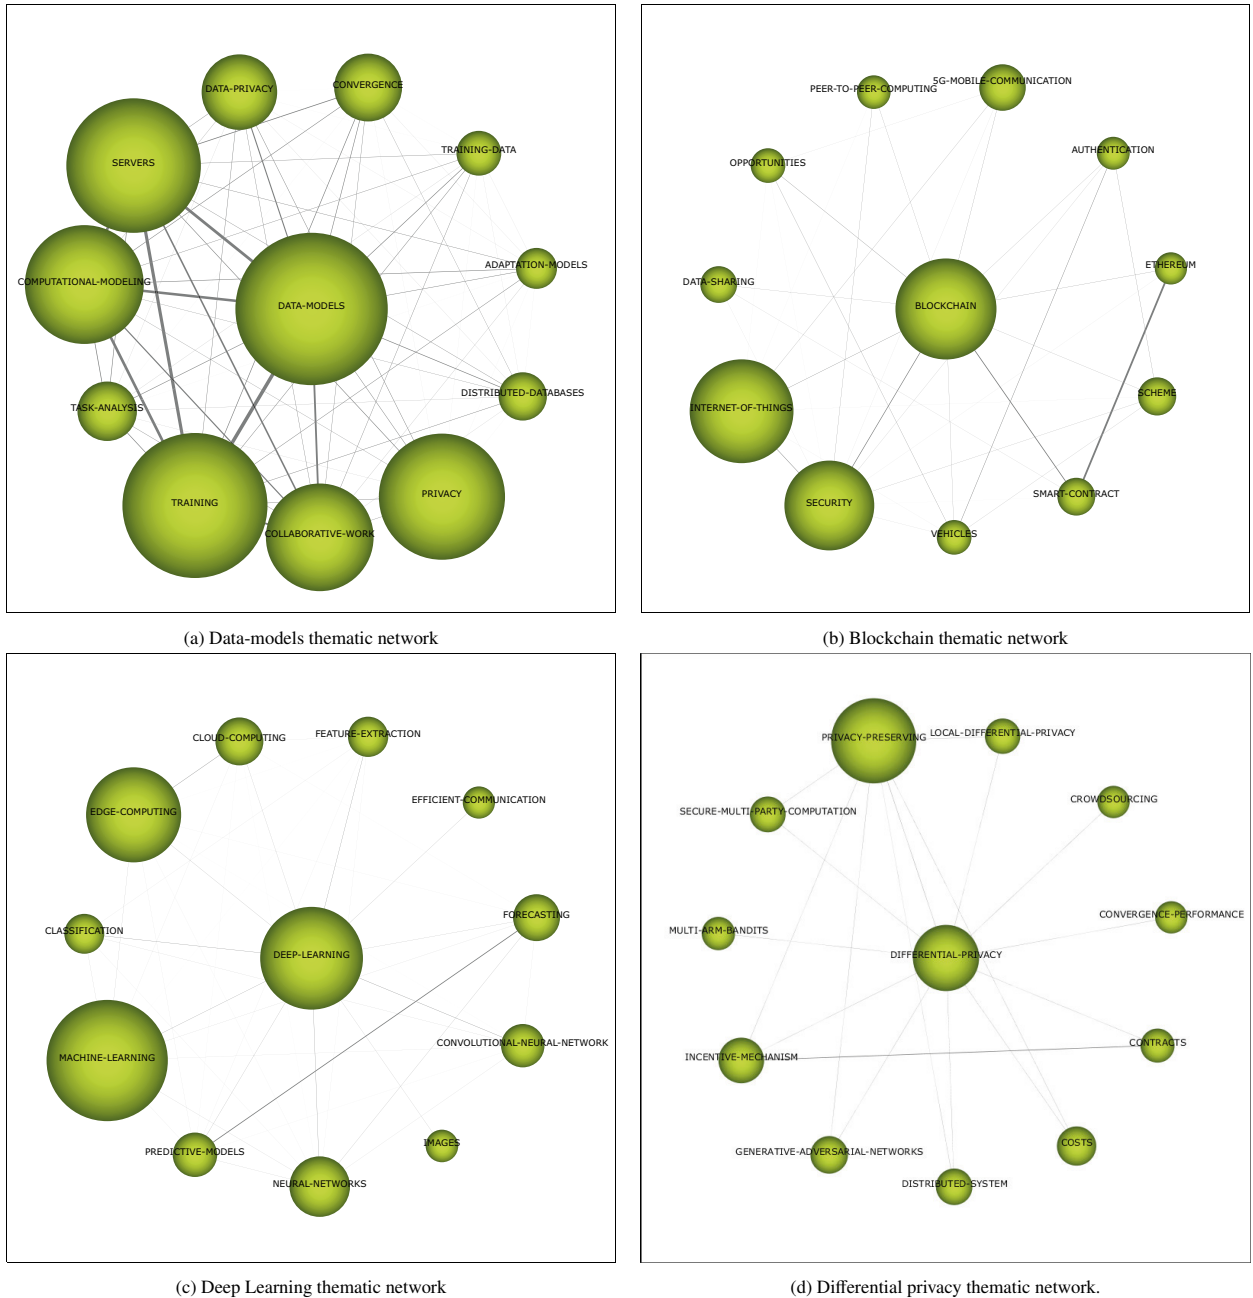 DATA-PRIVACY
CONVERGENCE
TRAINING-DATA
SERVERS
ADAPTATION-MODELS
COMPUTATIONAL-MODELING
DATA-MODELS
DISTRIBUTED-DATABASES
TASK-ANALYSIS
PRIVACY
TRAINING
COLLABORATIVE-WORK
(a) Data-models thematic network
5G-MOBILE-COMMUNICATION
PEER-TO-PEER-COMPUTING
AUTHENTICATION
OPPORTUNITIES
ETHEREUM
DATA-SHARING
BLOCKCHAIN
SCHEME
INTERNET-OF-THINGS
SMART-CONTRACT
SECURITY
VEHICLES
(b) Blockchain thematic network
FEATURE-EXTRACTION
CLOUD-COMPUTING
EFFICIENT-COMMUNICATION
EDGE-COMPUTING
FORECASTING
CLASSIFICATION
DEEP-LEARNING
CONVOLUTIONAL-NEURAL-NETWORK
MACHINE-LEARNING
IMAGES
PREDICTIVE-MODELS
NEURAL-NETWORKS
(c) Deep Learning thematic network
LOCAL-DIFFERENTIAL-PRIVACY
PRIVACY-PRESERVING
CROWDSOURCING
SECURE-MULTI-PARTY-COMPUTATION
CONVERGENCE-PERFORMANCE
MULTI-ARM-BANDITS
DIFFERENTIAL-PRIVACY
CONTRACTS
INCENTIVE-MECHANISM
COSTS
GENERATIVE-ADVERSARIAL-NETWORKS
DISTRIBUTED-SYSTEM
(d) Differential privacy thematic network.